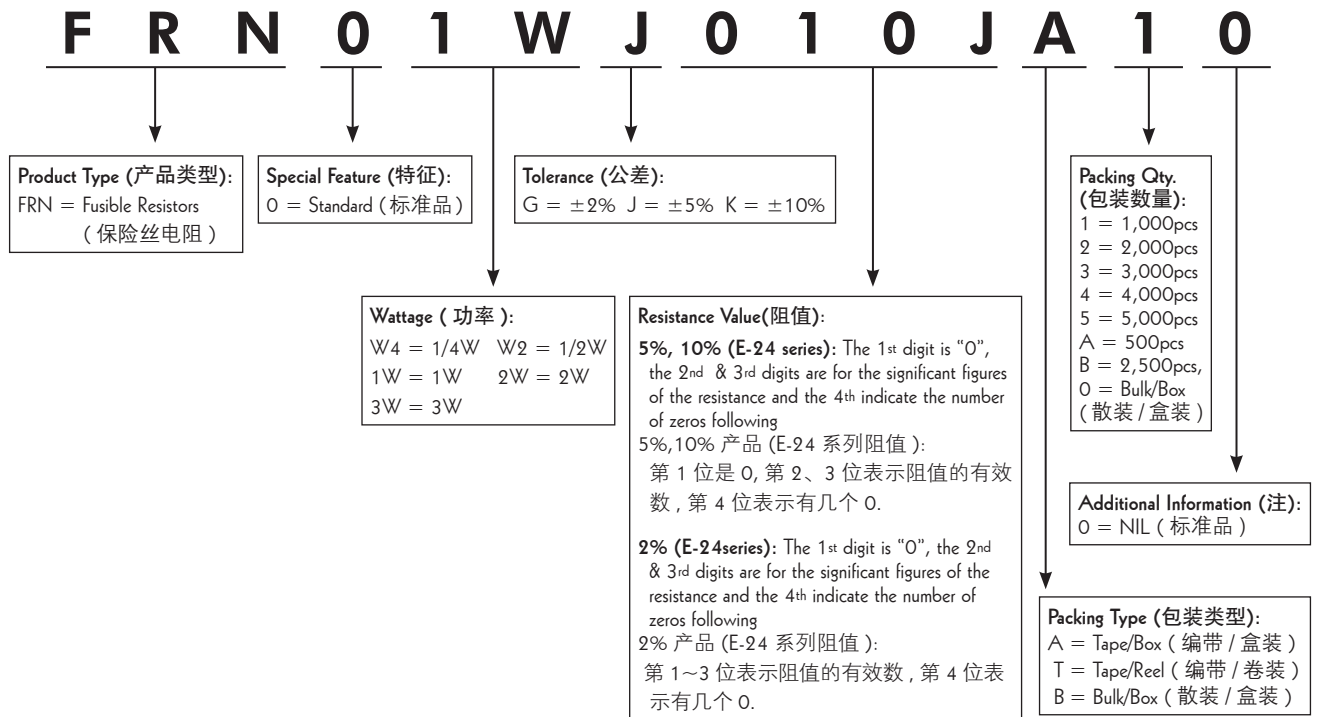 F R N 0 1 W J 0 1 0 J A 1 0
Product Type (产品类型):
FRN = Fusible Resistors
( 保险丝电阻 )
Special Feature (特征):
0 = Standard ( 标准品 )
Tolerance (公差):
G = ±2% J = ±5% K = ±10%
Packing Qty.
(包装数量):
1 = 1,000pcs
2 = 2,000pcs
3 = 3,000pcs
4 = 4,000pcs
5 = 5,000pcs
A = 500pcs
B = 2,500pcs,
0 = Bulk/Box
( 散装 / 盒装 )
Wattage ( 功率 ):
W4 = 1/4W W2 = 1/2W
1W = 1W 2W = 2W
3W = 3W
Resistance Value(阻值):
5%, 10% (E-24 series): The 1st digit is “0”,
the 2nd & 3rd digits are for the significant figures
of the resistance and the 4th indicate the number
of zeros following
5%,10% 产品 (E-24 系列阻值 ):
第 1 位是 0, 第 2、3 位表示阻值的有效
数 , 第 4 位表示有几个 0.
2% (E-24series): The 1st digit is “0”, the 2nd
& 3rd digits are for the significant figures of the
resistance and the 4th indicate the number of
zeros following
2% 产品 (E-24 系列阻值 ):
第 1~3 位表示阻值的有效数 , 第 4 位表
示有几个 0.
Additional Information (注):
0 = NIL ( 标准品 )
Packing Type (包装类型):
A = Tape/Box ( 编带 / 盒装 )
T = Tape/Reel ( 编带 / 卷装 )
B = Bulk/Box ( 散装 / 盒装 )